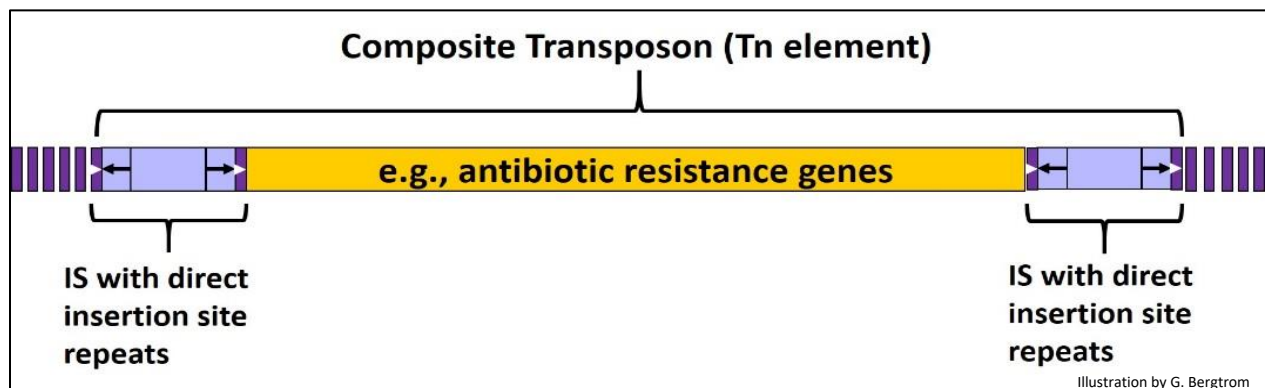 Composite Transposon (Tn element)
e.g., antibiotic resistance genes
IS with direct
insertion site
repeats
IS with direct
insertion site
repeats
Illustration by G. Bergtrom